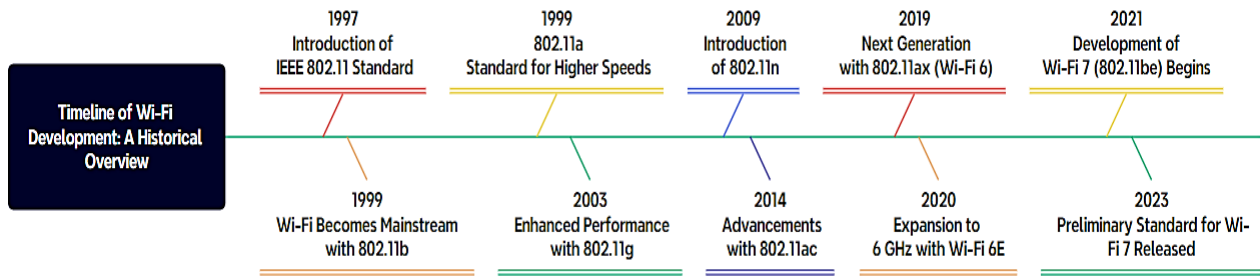 Timeline of Wi-Fi
Development: A Historical
Overview
1997
Introduction of
IEEE 802.11 Standard
1999
Wi-Fi Becomes Mainstream
with 802.11b
1999
802.11a
Standard for Higher Speeds
2003
Enhanced Performance
with 802.11g
2009
Introduction
of 802.11n
2014
Advancements
with 802.11ac
2019
Next Generation
with 802.11ax (Wi-Fi 6)
2020
Expansion to
6 GHz with Wi-Fi 6E
2021
Development of
Wi-Fi 7 (802.11be) Begins
2023
Preliminary Standard for Wi-
Fi 7 Released